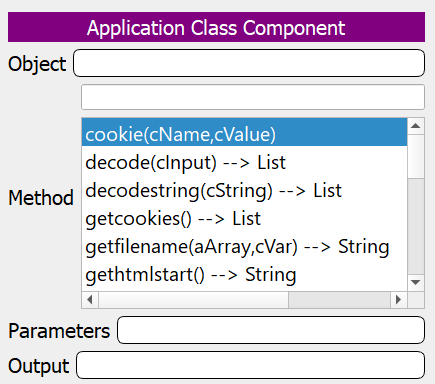 Application Class Component
Object
cookie(cName,cValue)
decode(cInput) --> List
decodestring(cString) --> List
Method
getcookies() --> List
getfilename(aArray,cVar) --> String
gethtmlstart() --> String
Parameters
Output